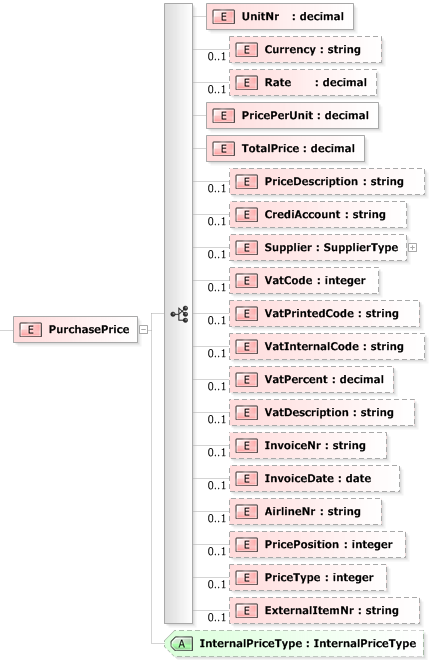 E UnitNr : decimal
0..1 E Currency : string
0..1 E Rate : decimal
E PricePerUnit : decimal
E TotalPrice : decimal
0..1 E PriceDescription : string
0..1 E CrediAccount : string
0..1 E Supplier : SupplierType
0..1 E VatCode : integer
0..1 E VatPrintedCode : string
E PurchasePrice
0..1 E VatInternalCode : string
0..1 E VatPercent : decimal
0..1 E VatDescription : string
0..1 E InvoiceNr : string
0..1 E InvoiceDate : date
0..1 E AirlineNr : string
0..1 E PricePosition : integer
0..1 E PriceType : integer
0..1 E ExternalItemNr : string
A InternalPriceType : InternalPriceType